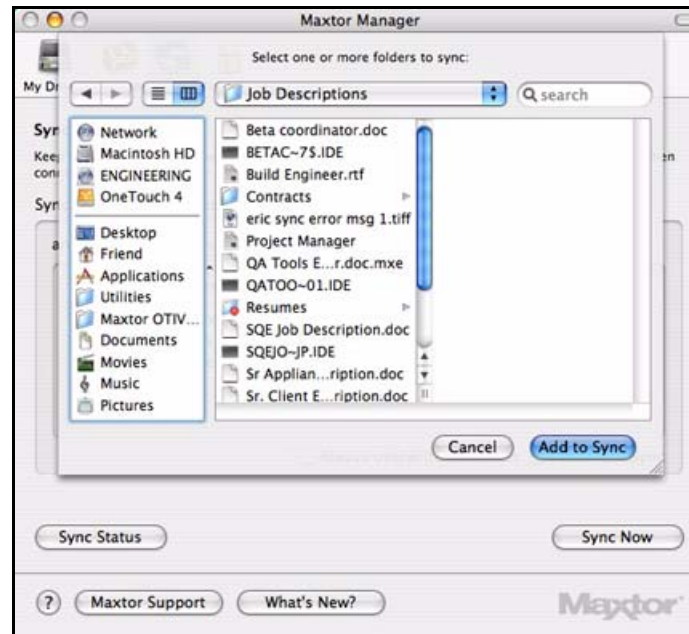 Maxtor Manager
Select one or more folders to sync:
My Dr
Job Descriptions
search
Syn
Keep
en
con
Syn
a
Network
Macintosh HD
ENGINEERING
OneTouch 4
Desktop
Friend
Applications
Utilities
Maxtor OTIV...
Documents
Movies
Music
Pictures
Beta coordinator.doc
BETAC~7$.IDE
Build Engineer.rtf
Contracts
eric sync error msg 1.tiff
Project Manager
QA Tools E...r.doc.mxe
QATOO~01.IDE
Resumes
SQE Job Description.doc
SQEJO~JP.IDE
Sr Applian...ription.doc
Sr. Client E...ription.doc
Cancel
Add to Sync
Sync Status
Sync Now
?
Maxtor Support
What's New?
Maxtor